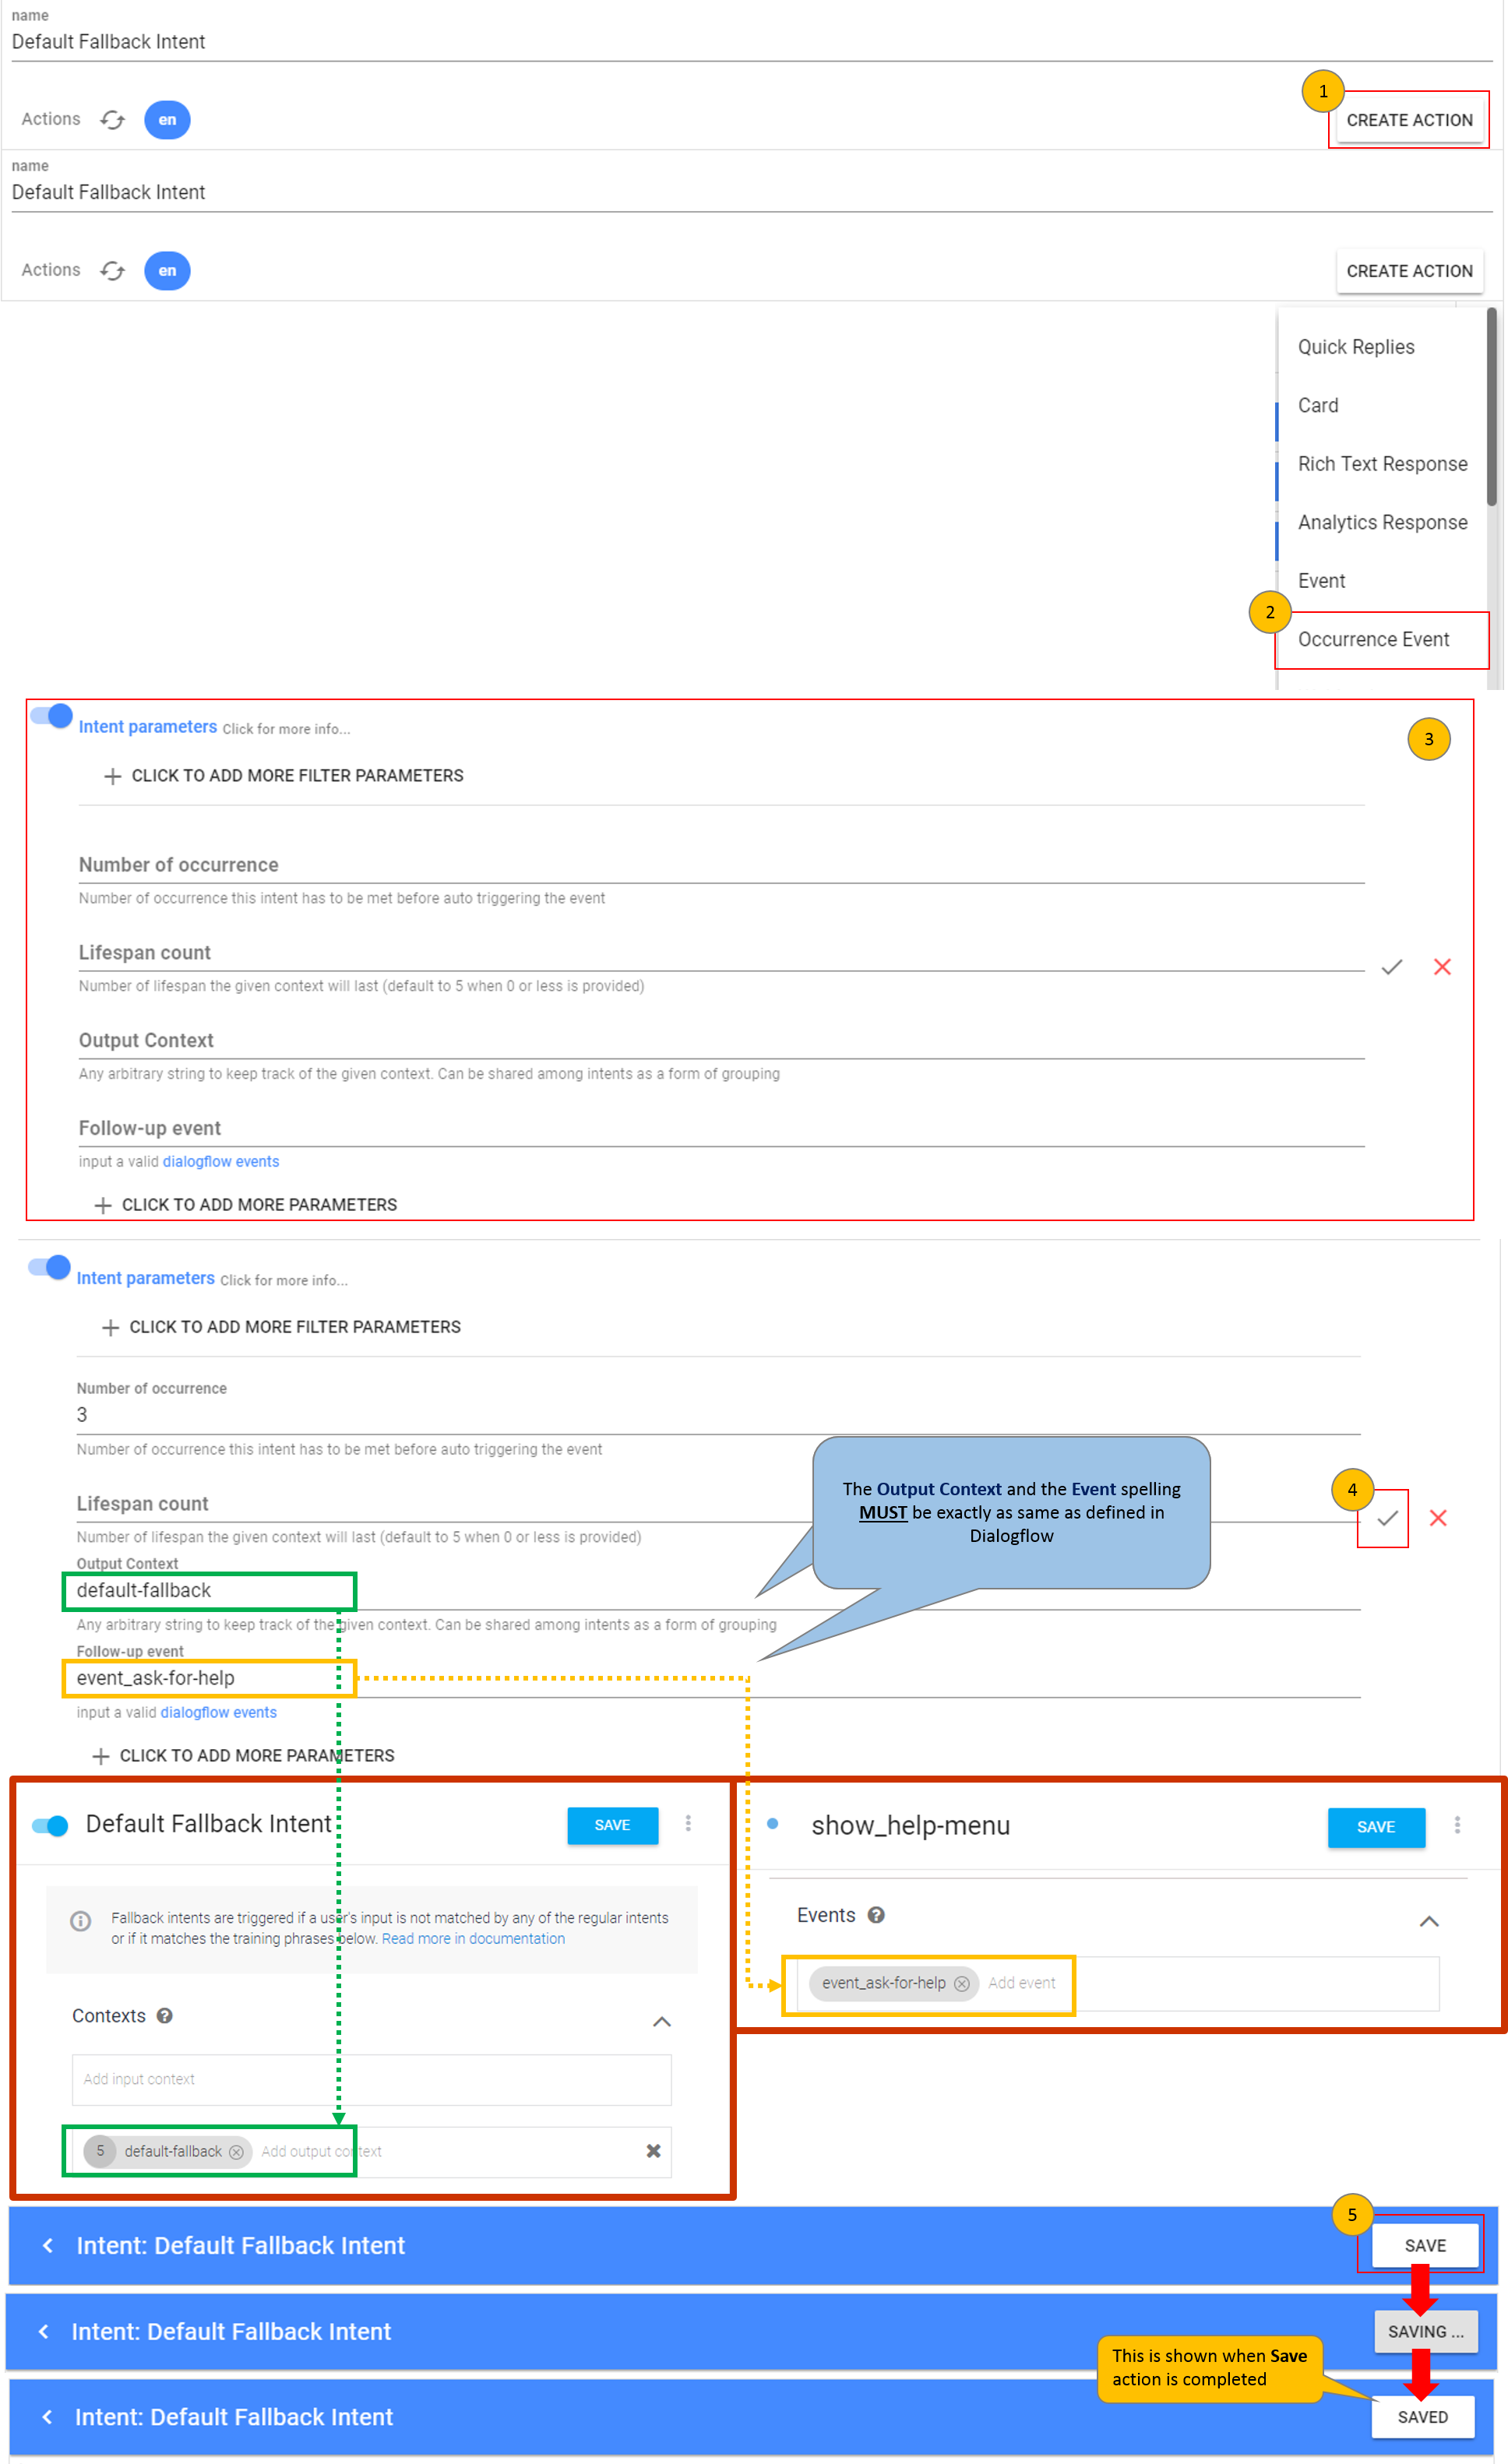 name
Default Fallback Intent
1
Actions en CREATE ACTION
name
Default Fallback Intent
Actions en CREATE ACTION
Quick Replies
Card
Rich Text Response
Analytics Response
Event
2
Occurrence Event
Intent parameters Click for more info...
3
+ CLICK TO ADD MORE FILTER PARAMETERS
Number of occurrence
Number of occurrence this intent has to be met before auto triggering the event
Lifespan count
Number of lifespan the given context will last (default to 5 when 0 or less is provided)
Output Context
Any arbitrary string to keep track of the given context. Can be shared among intents as a form of grouping
Follow-up event
input a valid dialogflow events
+ CLICK TO ADD MORE PARAMETERS
Intent parameters Click for more info...
+ CLICK TO ADD MORE FILTER PARAMETERS
Number of occurrence
3
Number of occurrence this intent has to be met before auto triggering the event
The Output Context and the Event spelling
MUST be exactly as same as defined in
Dialogflow
4
Lifespan count
Number of lifespan the given context will last (default to 5 when 0 or less is provided)
Output Context
default-fallback
Any arbitrary string to keep track of the given context. Can be shared among intents as a form of grouping
Follow-up event
event_ask-for-help
input a valid dialogflow events
+ CLICK TO ADD MORE PARAMETERS
Default Fallback Intent SAVE
Fallback intents are triggered if a user's input is not matched by any of the regular intents
or if it matches the training phrases below. Read more in documentation
Contexts
Add input context
5 default-fallback Add output context
show_help-menu SAVE
Events
event_ask-for-help Add event
5
Intent: Default Fallback Intent SAVE
Intent: Default Fallback Intent SAVING ...
This is shown when Save
action is completed
Intent: Default Fallback Intent SAVED